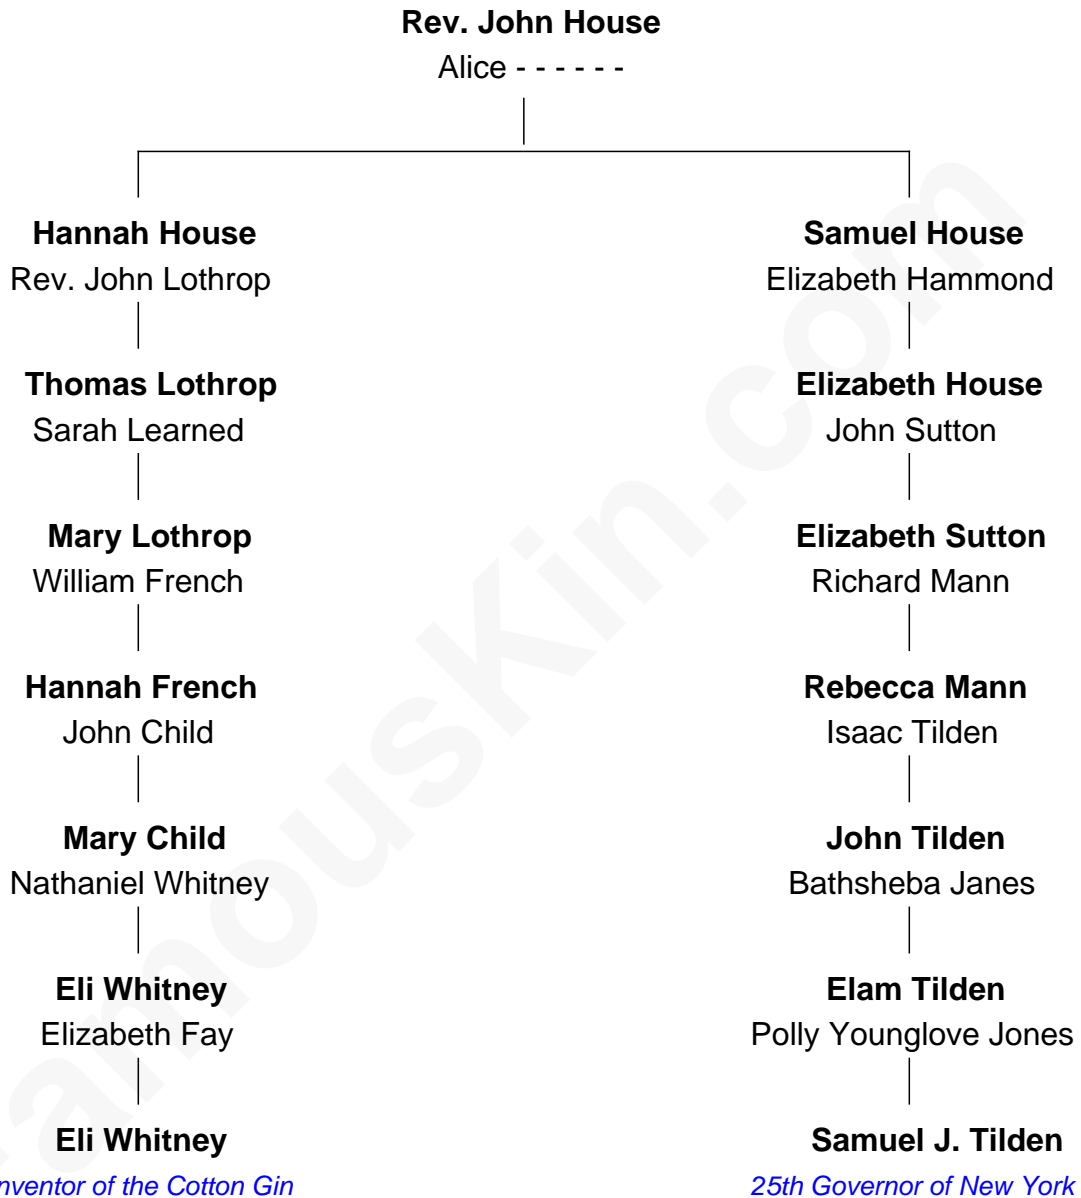 Rev. John House
Alice - - - - - -
Hannah House
Rev. John Lothrop
Samuel House
Elizabeth Hammond
Thomas Lothrop
Sarah Learned
Elizabeth House
John Sutton
Mary Lothrop
William French
Elizabeth Sutton
Richard Mann
Hannah French
John Child
Rebecca Mann
Isaac Tilden
Mary Child
Nathaniel Whitney
John Tilden
Bathsheba Janes
Eli Whitney
Elizabeth Fay
Elam Tilden
Polly Younglove Jones
Eli Whitney
nventor of the Cotton Gin
Samuel J. Tilden
25th Governor of New York
famouskin.com